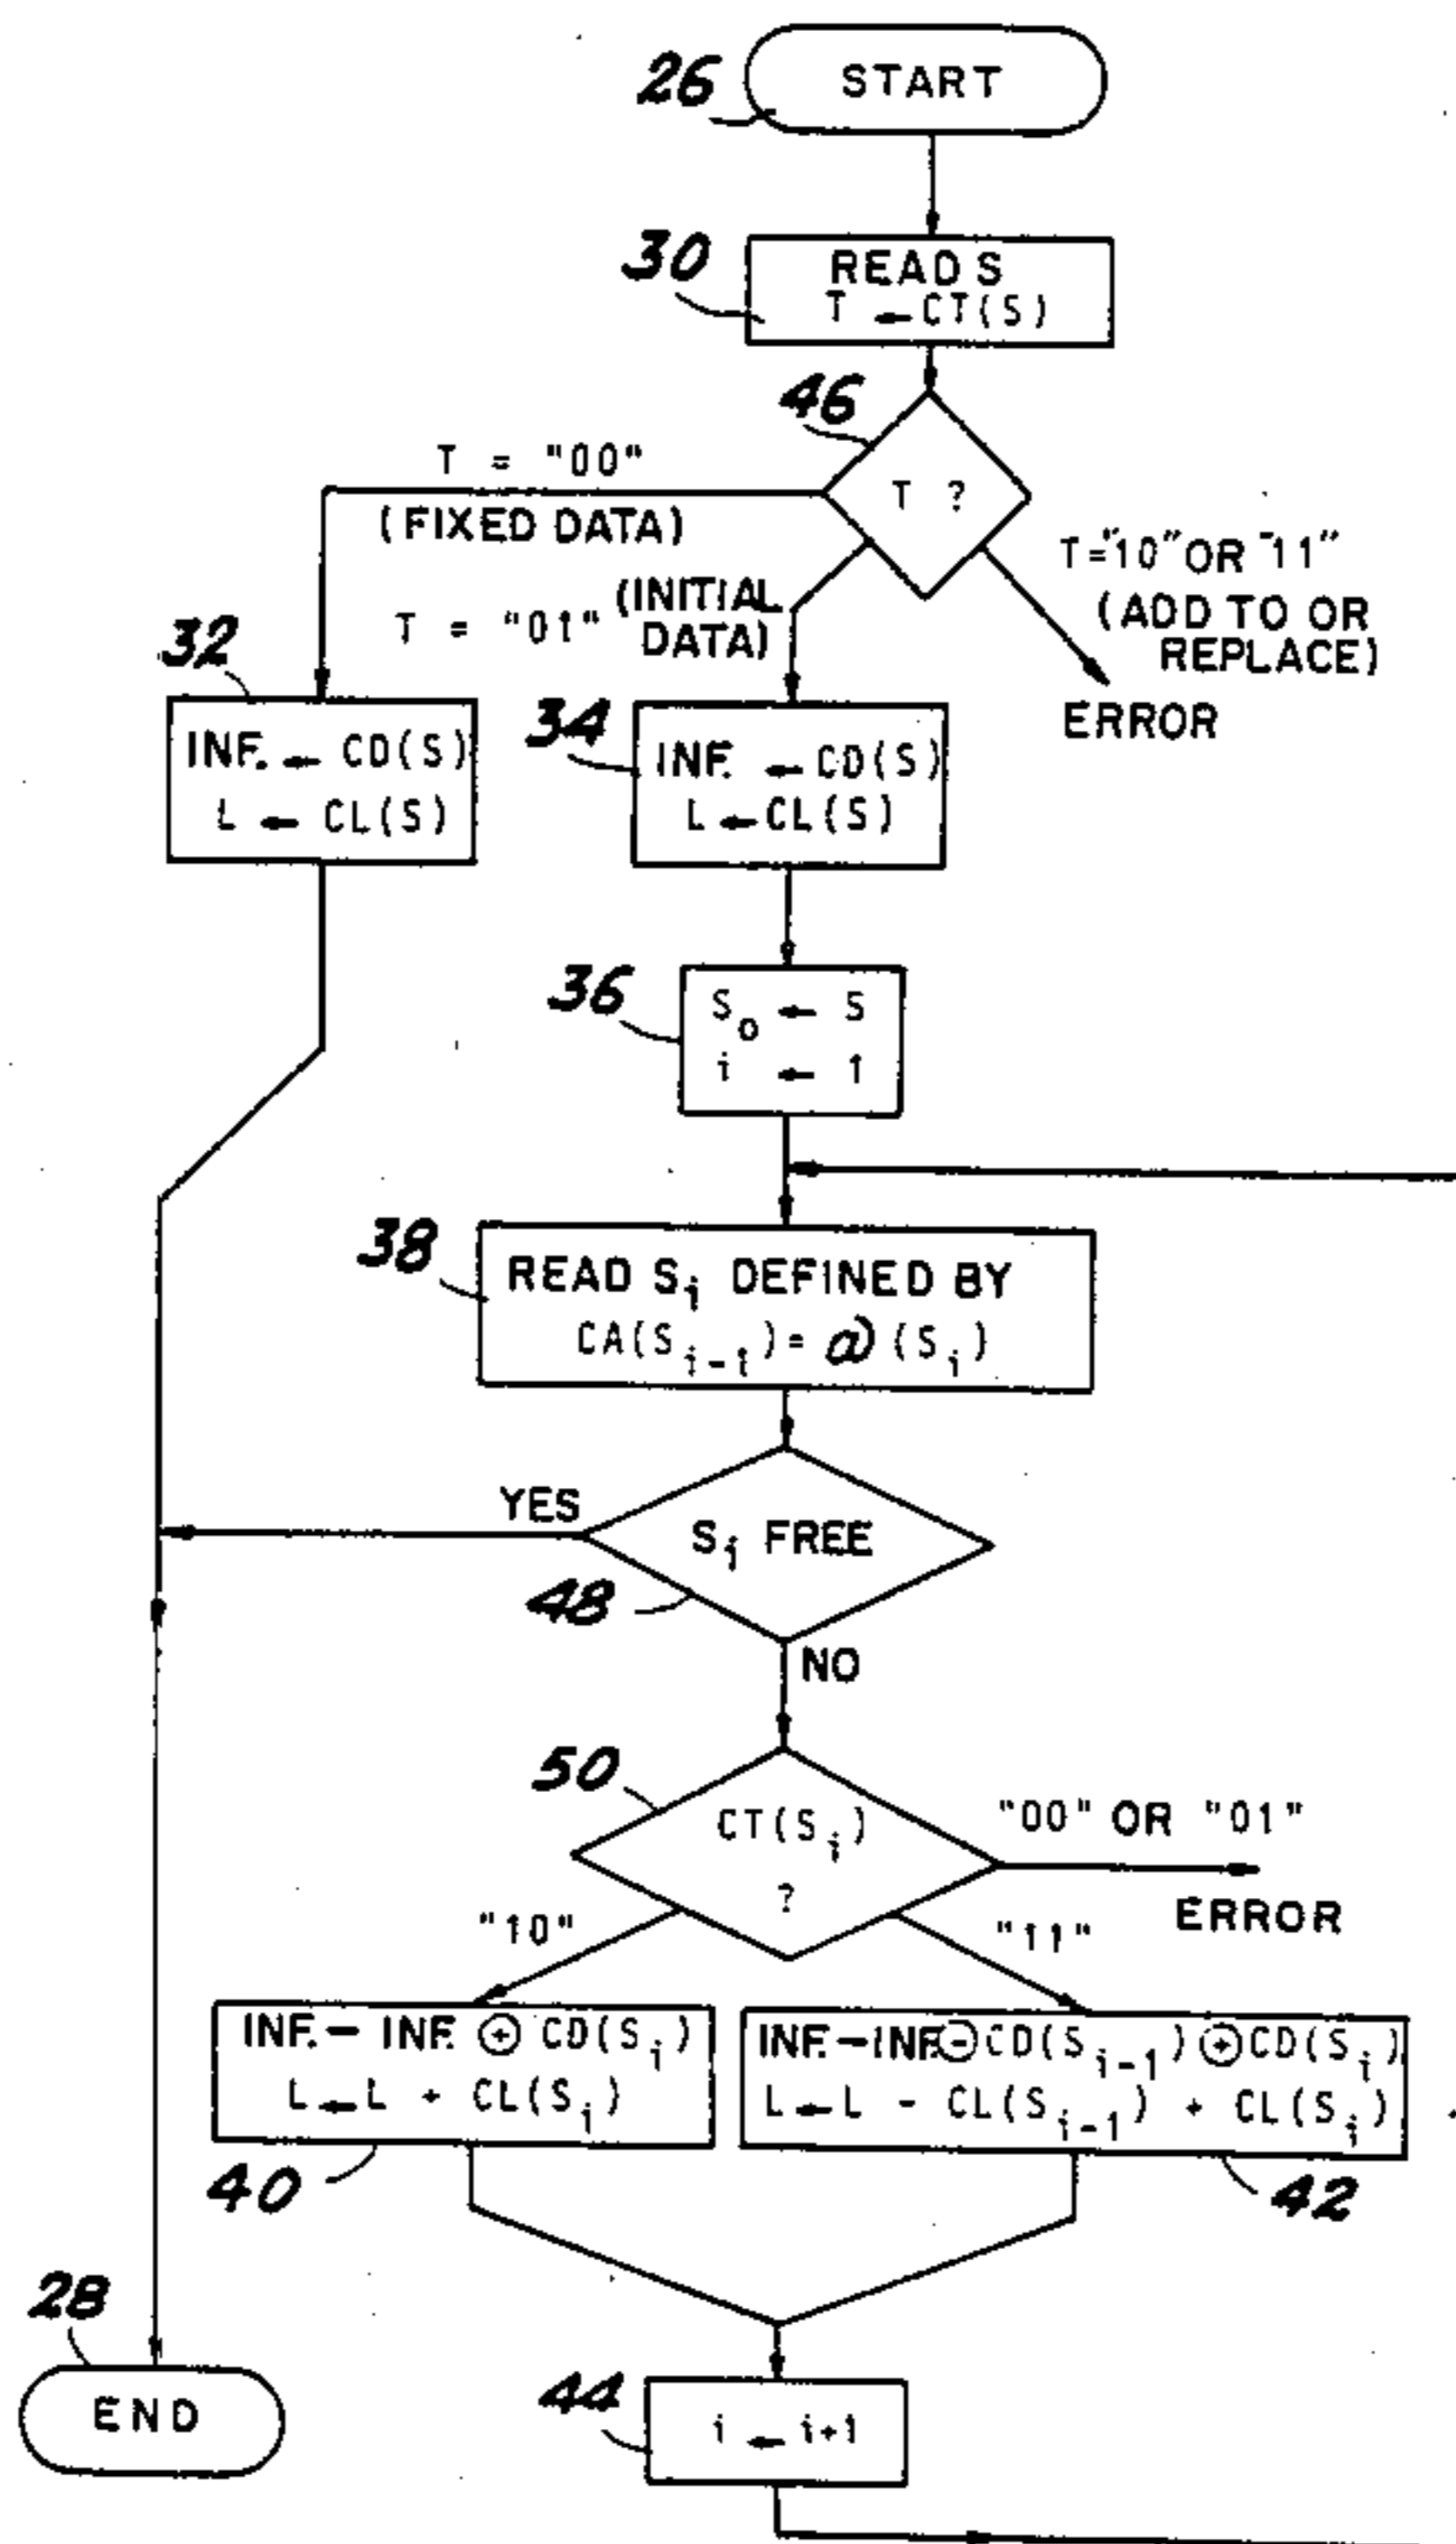 26
START
30
READ S
T ← CT(S)
46
T ?
T = "00"
(FIXED DATA)
T = "01" (INITIAL
DATA)
T="10" OR "11"
(ADD TO OR
REPLACE)
ERROR
32
INF. ← CD(S)
L ← CL(S)
34
INF. ← CD(S)
L ← CL(S)
36
S₀ ← S
i ← 1
38
READ Sᵢ DEFINED BY
CA(Sᵢ₋₁) = @ (Sᵢ)
YES
Sᵢ FREE
48
NO
50
CT(Sᵢ)
?
"00" OR "01"
ERROR
"10"
"11"
INF. – INF. ⊕ CD(Sᵢ)
L ← L + CL(Sᵢ)
40
INF. – INF. ⊖ CD(Sᵢ₋₁) ⊕ CD(Sᵢ)
L ← L - CL(Sᵢ₋₁) + CL(Sᵢ)
42
28
END
44
i ← i+1